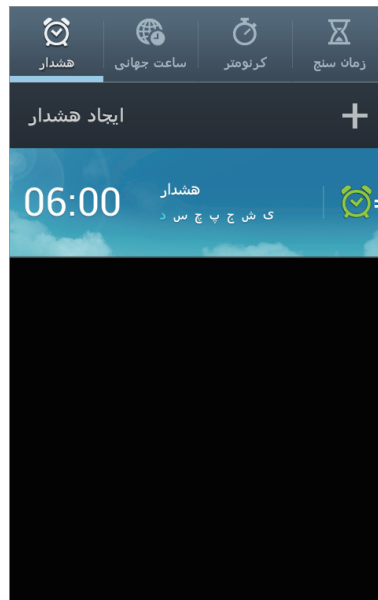 زمان سنج کرنومتر ساعت جهانی هشدار
ایجاد هشدار
هشدار
06:00
ی ش ج پ چ س د